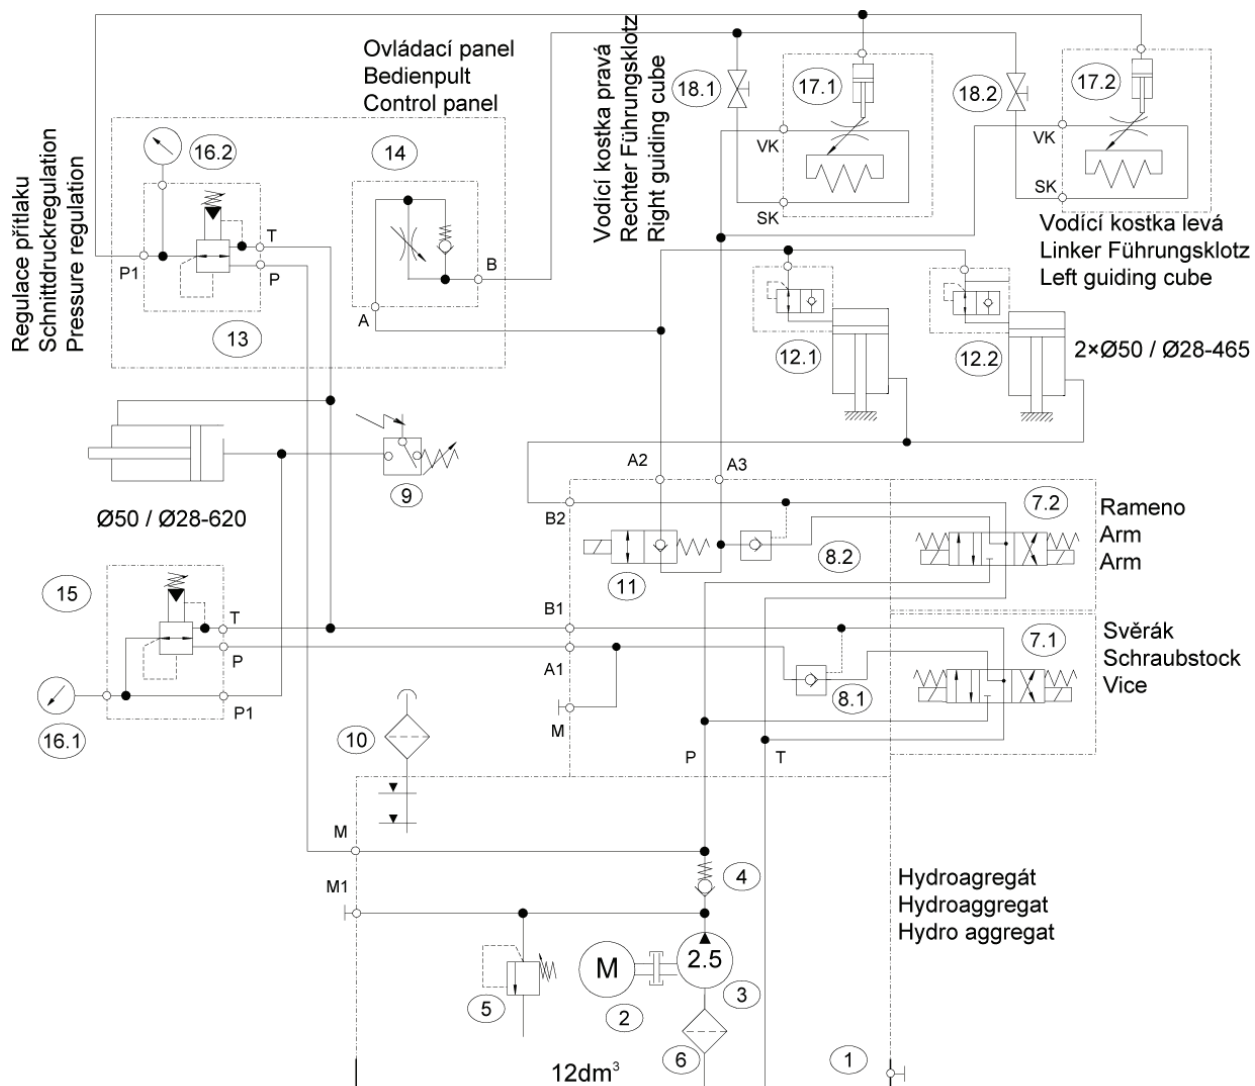 Ovládací panel
Bedienpult
Control panel
Regulace přítlaku
Schnittdruckregulation
Pressure regulation
Vodící kostka pravá
Rechter Führungsklotz
Right guiding cube
18.1
17.1
18.2
17.2
VK
SK
VK
SK
Vodící kostka levá
Linker Führungsklotz
Left guiding cube
16.2
14
T
P1
P
B
A
13
12.1
12.2
2×Ø50 / Ø28-465
9
Ø50 / Ø28-620
A2
A3
B2
7.2
Rameno
Arm
Arm
8.2
11
15
T
P
P1
16.1
B1
A1
M
7.1
Svěrák
Schraubstock
Vice
8.1
10
P
T
M
M1
4
Hydroagregát
Hydroaggregat
Hydro aggregat
M
2.5
5
2
3
6
1
12dm³